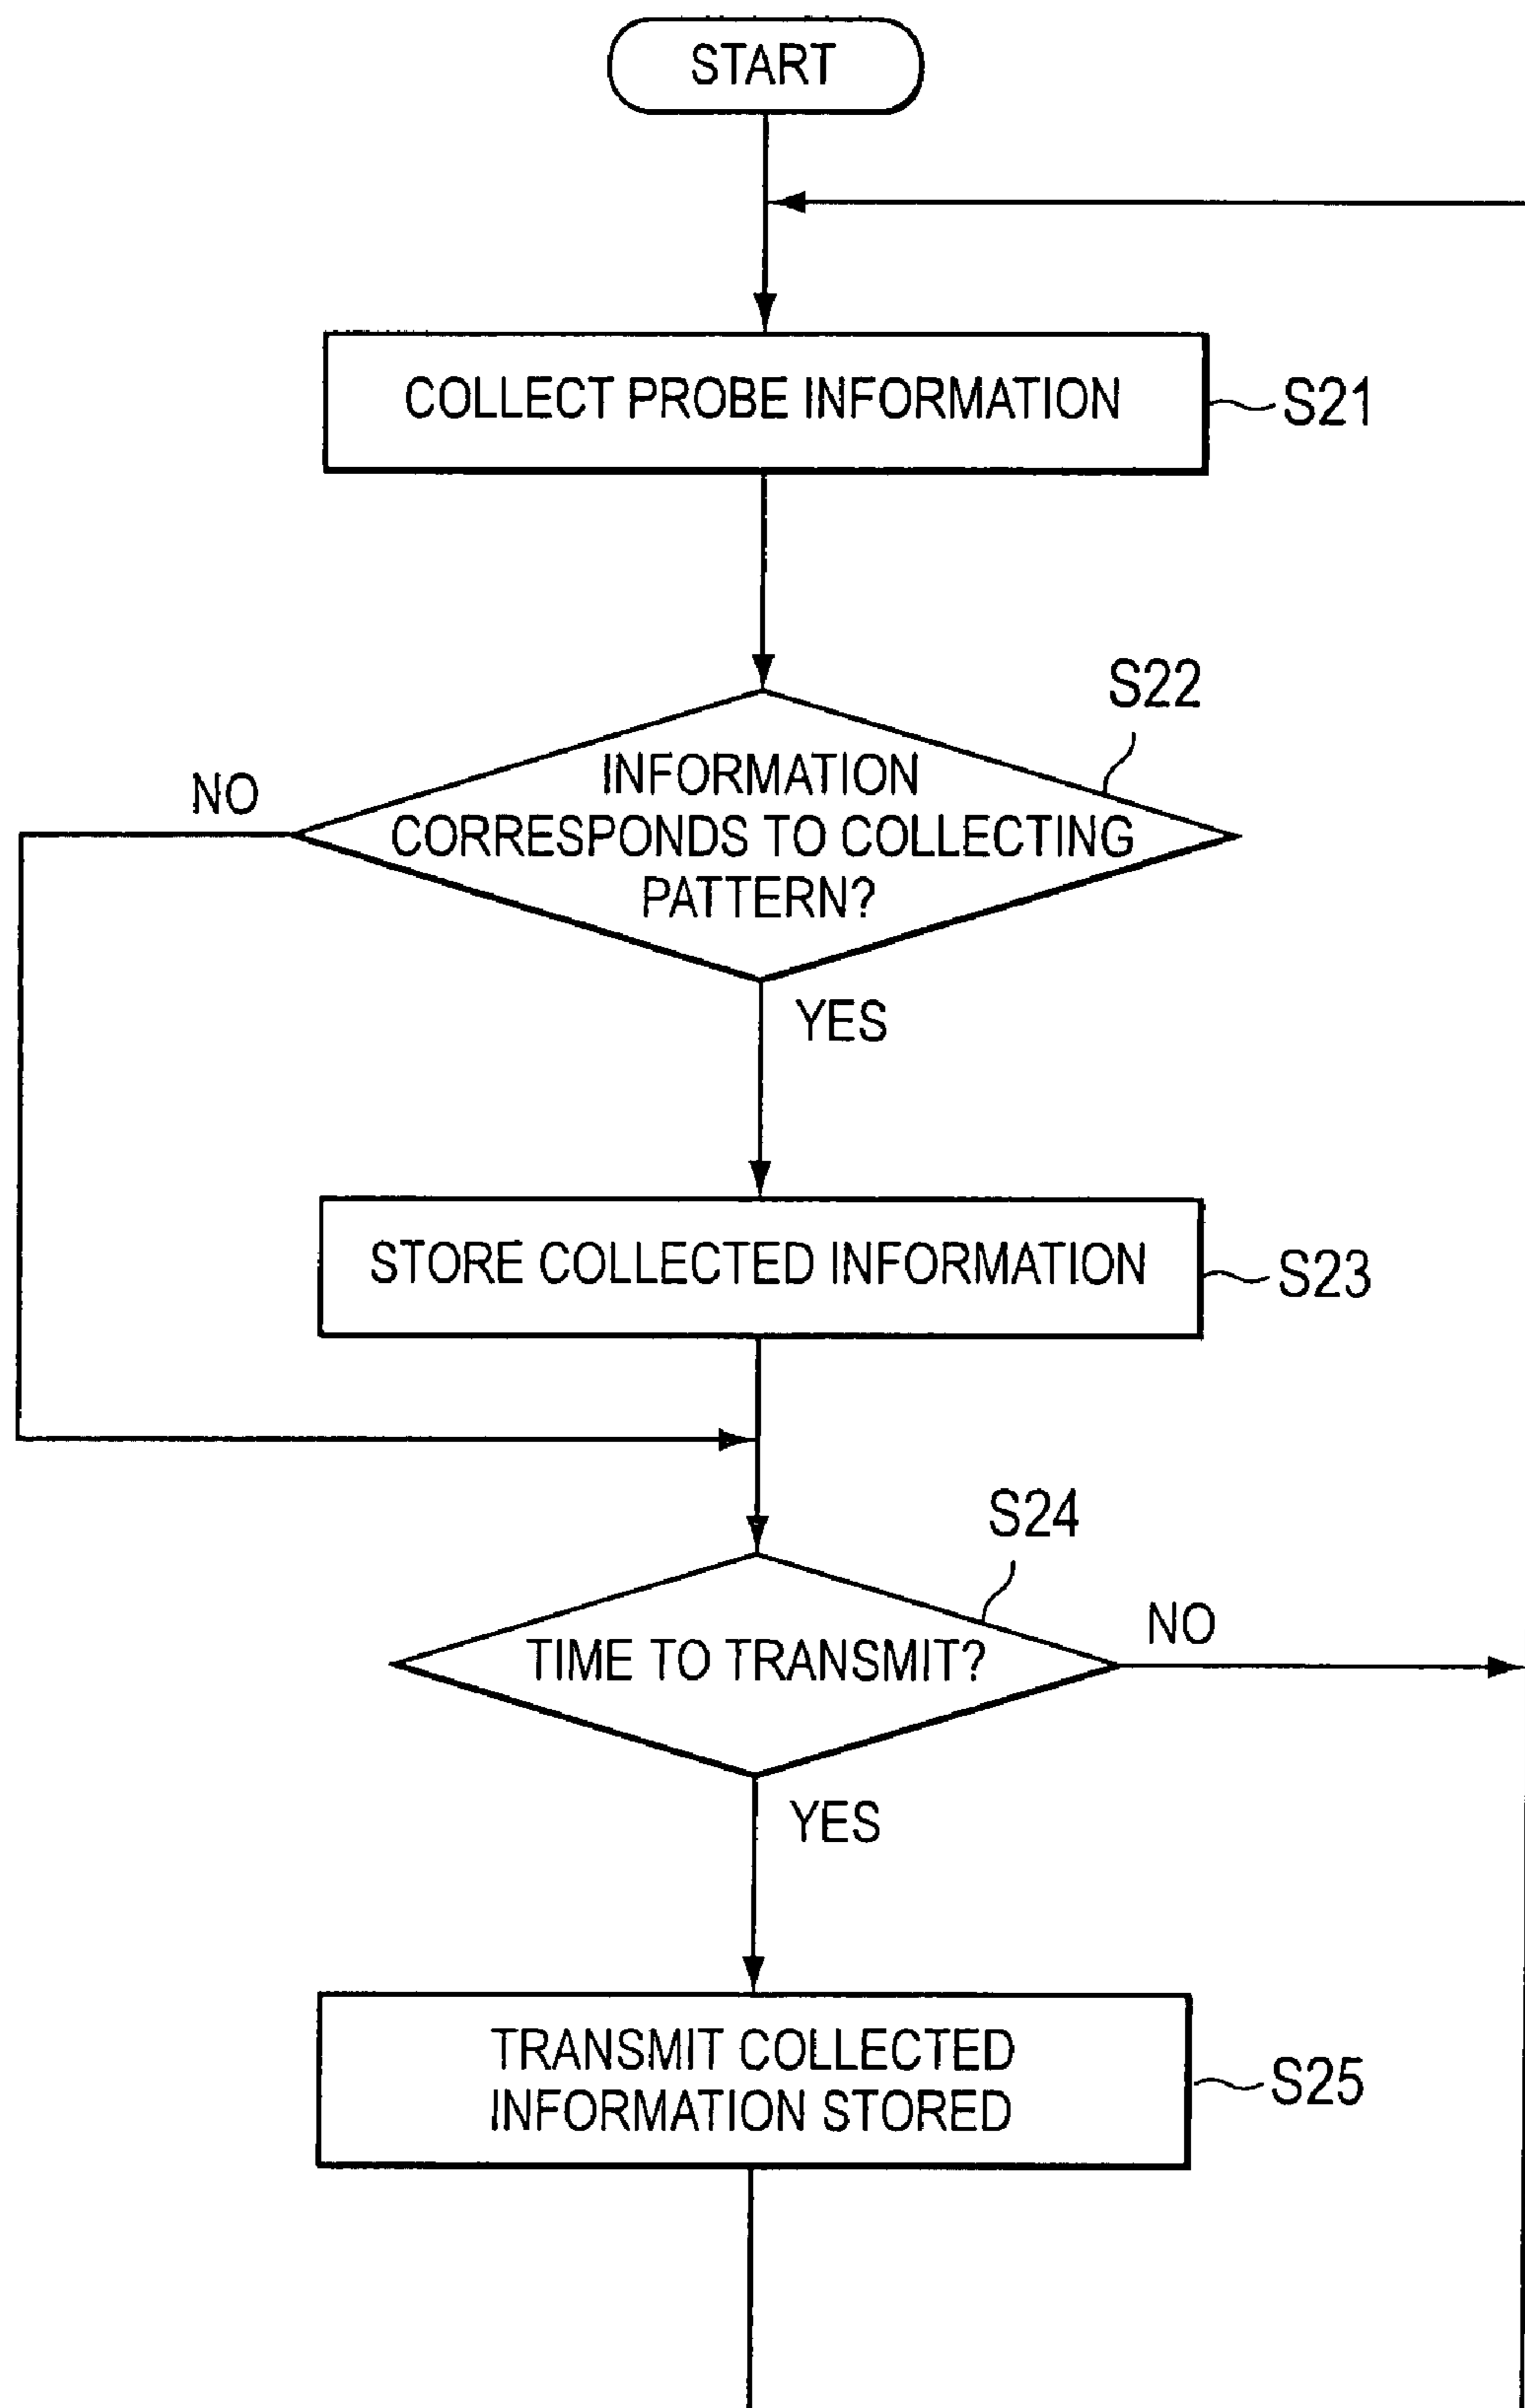 START
COLLECT PROBE INFORMATION
S21
S22
INFORMATION
CORRESPONDS TO COLLECTING
PATTERN?
NO
YES
STORE COLLECTED INFORMATION
S23
S24
TIME TO TRANSMIT?
NO
YES
TRANSMIT COLLECTED
INFORMATION STORED
S25